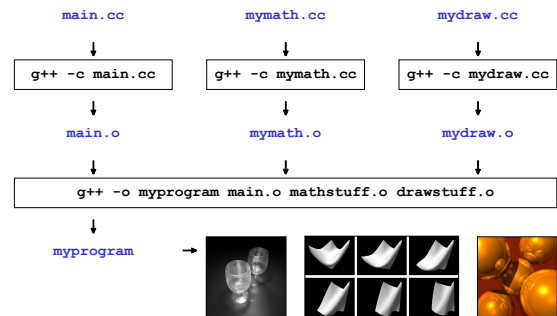 main.cc mymath.cc mydraw.cc
g++ -c main.cc g++ -c mymath.cc g++ -c mydraw.cc
main.o mymath.o mydraw.o
g++ -o myprogram main.o mathstuff.o drawstuff.o
myprogram